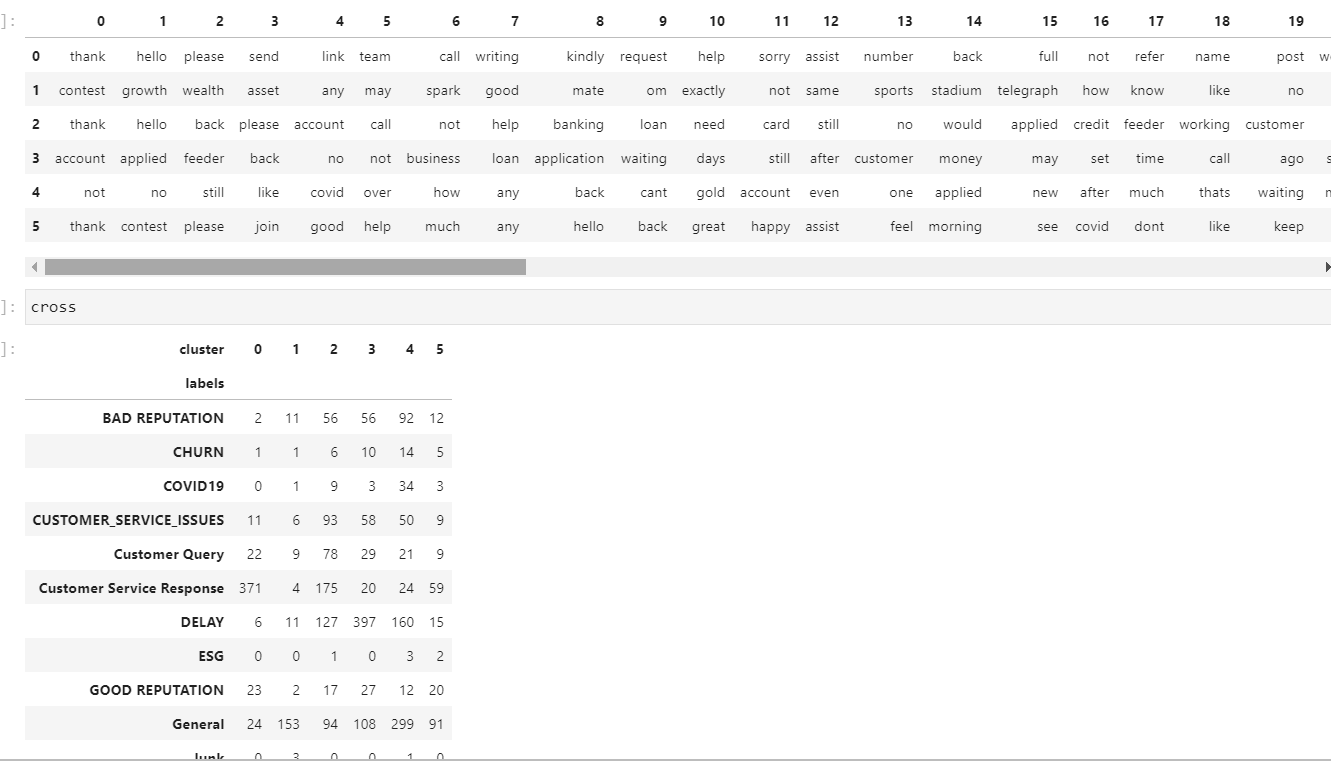 ]: 0 1 2 3 4 5 6 7 8 9 10 11 12 13 14 15 16 17 18 19
0 thank hello please send link team call writing kindly request help sorry assist number back full not refer name post
1 contest growth wealth asset any may spark good mate om exactly not same sports stadium telegraph how know like no
2 thank hello back please account call not help banking loan need card still no would applied credit feeder working customer
3 account applied feeder back no not business loan application waiting days still after customer money may set time call ago
4 not no still like covid over how any back cant gold account even one applied new after much thats waiting
5 thank contest please join good help much any hello back great happy assist feel morning see covid dont like keep
]: cross
]: cluster 0 1 2 3 4 5
labels
BAD REPUTATION 2 11 56 56 92 12
CHURN 1 1 6 10 14 5
COVID19 0 1 9 3 34 3
CUSTOMER_SERVICE_ISSUES 11 6 93 58 50 9
Customer Query 22 9 78 29 21 9
Customer Service Response 371 4 175 20 24 59
DELAY 6 11 127 397 160 15
ESG 0 0 1 0 3 2
GOOD REPUTATION 23 2 17 27 12 20
General 24 153 94 108 299 91
Junk 0 3 0 0 1 0